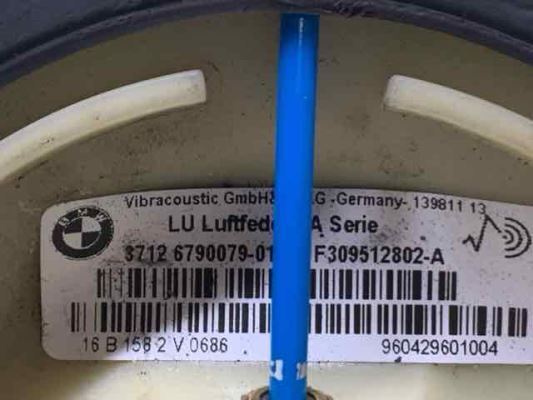 BMW
Vibracoustic GmbH& .G -Germany- 139811 13
LU Luftfede A Serie
3712 6790079-01 F309512802-A
16 B 158 2 V 0686
960429601004